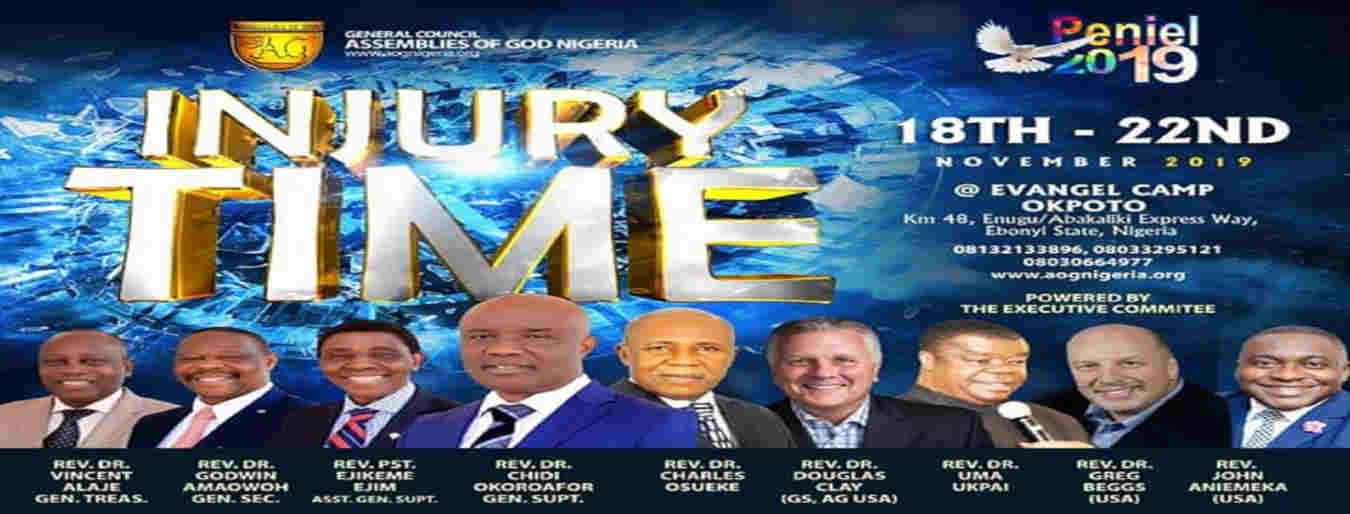 AG
GENERAL COUNCIL
ASSEMBLIES OF GOD NIGERIA
www.aognigeria.org
Peniel
2019
INJURY
TIME
18TH - 22ND
NOVEMBER 2019
@ EVANGEL CAMP
OKPOTO
Km 48, Enugu/Abakaliki Express Way,
Ebonyi State, Nigeria
08132133896, 08033295121
08030664977
www.aognigeria.org
POWERED BY
THE EXECUTIVE COMMITEE
REV. DR.
VINCENT
ALAJE
GEN. TREAS.
REV. DR.
GODWIN
AMAOWOH
GEN. SEC.
REV. PST.
EJIKEME
EJIM
ASST. GEN. SUPT.
REV. DR.
CHIDI
OKOROAFOR
GEN. SUPT.
REV. DR.
CHARLES
OSUEKE
REV. DR.
DOUGLAS
CLAY
(GS, AG USA)
REV. DR.
UMA
UKPAI
REV. DR.
GREG
BEGGS
(USA)
REV.
JOHN
ANIEMEKA
(USA)